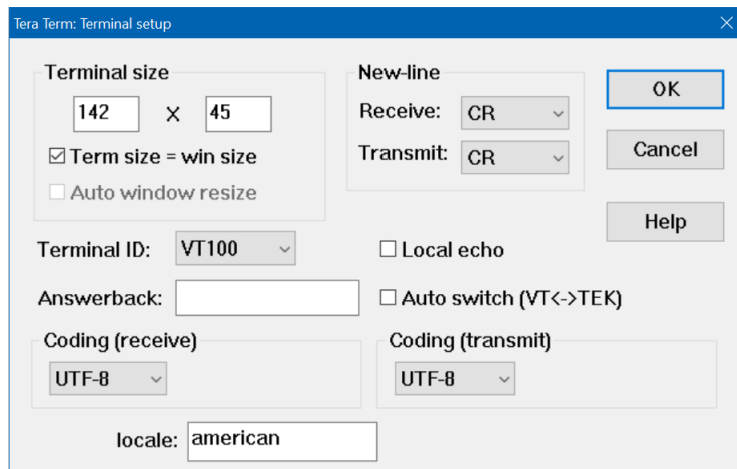 Tera Term: Terminal setup
Terminal size
142 X 45
Term size = win size
Auto window resize
New-line
Receive: CR
Transmit: CR
OK
Cancel
Help
Terminal ID: VT100
Local echo
Answerback:
Auto switch (VT<->TEK)
Coding (receive)
UTF-8
Coding (transmit)
UTF-8
locale: american